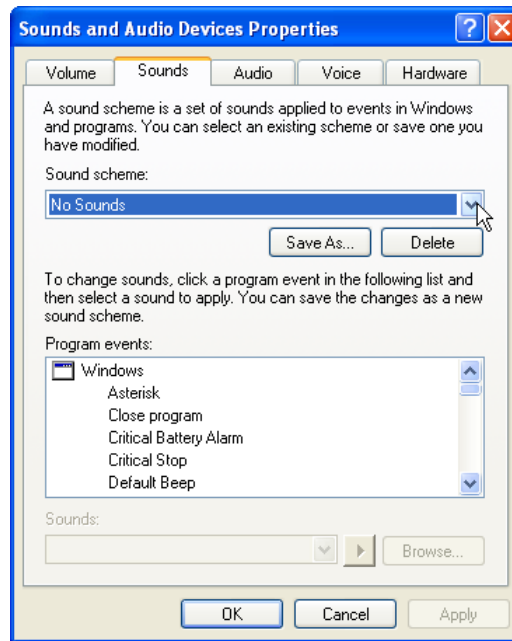 Sounds and Audio Devices Properties
Volume Sounds Audio Voice Hardware
A sound scheme is a set of sounds applied to events in Windows
and programs. You can select an existing scheme or save one you
have modified.
Sound scheme:
No Sounds
Save As... Delete
To change sounds, click a program event in the following list and
then select a sound to apply. You can save the changes as a new
sound scheme.
Program events:
Windows
Asterisk
Close program
Critical Battery Alarm
Critical Stop
Default Beep
Sounds:
Browse...
OK Cancel Apply